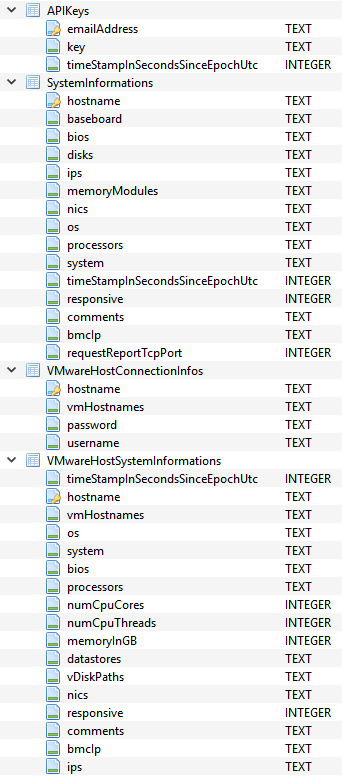 APIKeys
emailAddress TEXT
key TEXT
timeStampInSecondsSinceEpochUtc INTEGER
SystemInformations
hostname TEXT
baseboard TEXT
bios TEXT
disks TEXT
ips TEXT
memoryModules TEXT
nics TEXT
os TEXT
processors TEXT
system TEXT
timeStampInSecondsSinceEpochUtc INTEGER
responsive INTEGER
comments TEXT
bmcIp TEXT
requestReportTcpPort INTEGER
VMwareHostConnectionInfos
hostname TEXT
vmHostnames TEXT
password TEXT
username TEXT
VMwareHostSystemInformations
timeStampInSecondsSinceEpochUtc INTEGER
hostname TEXT
vmHostnames TEXT
os TEXT
system TEXT
bios TEXT
processors TEXT
numCpuCores INTEGER
numCpuThreads INTEGER
memoryInGB INTEGER
datastores TEXT
vDiskPaths TEXT
nics TEXT
responsive INTEGER
comments TEXT
bmcIp TEXT
ips TEXT